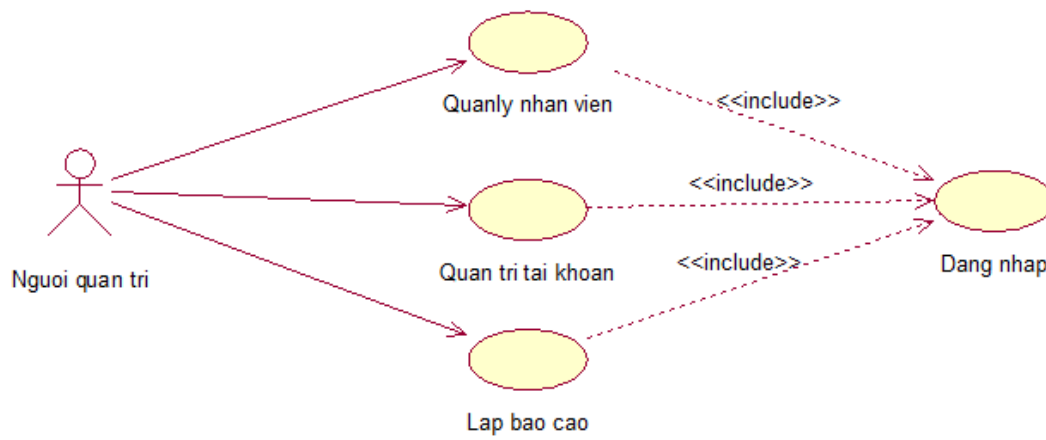 Quanly nhan vien
<<include>>
<<include>>
Nguoi quan tri
Quan tri tai khoan
<<include>>
Dang nhap
Lap bao cao